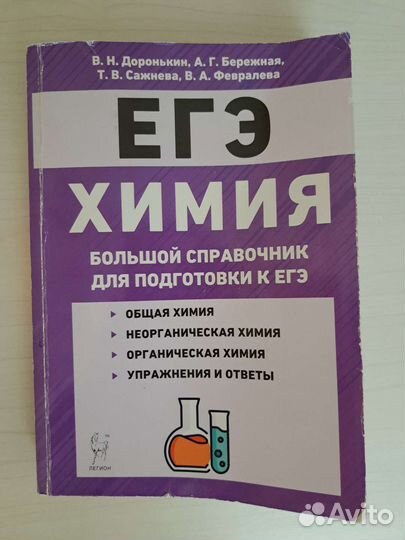 В. Н. Доронькин, А. Г. Бережная,
Т. В. Сажнева, В. А. Февралева
ЕГЭ
ХИМИЯ
БОЛЬШОЙ СПРАВОЧНИК
ДЛЯ ПОДГОТОВКИ К ЕГЭ
ОБЩАЯ ХИМИЯ
НЕОРГАНИЧЕСКАЯ ХИМИЯ
ОРГАНИЧЕСКАЯ ХИМИЯ
УПРАЖНЕНИЯ И ОТВЕТЫ
ЛЕГИОН
Avito